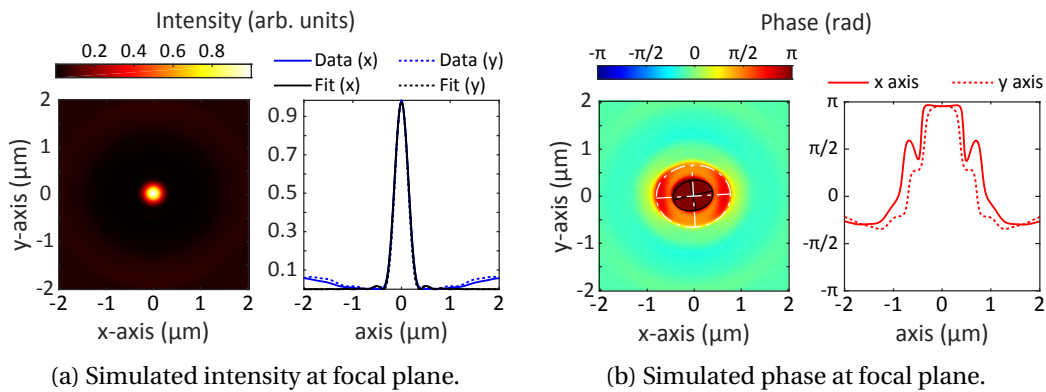 Intensity (arb. units)
0.2 0.4 0.6 0.8
Data (x) Data (y)
Fit (x) Fit (y)
y-axis (µm)
2
1
0
-1
-2
-2 -1 0 1 2
x-axis (µm)
0.9
0.7
0.5
0.3
0.1
-2 -1 0 1 2
axis (µm)
(a) Simulated intensity at focal plane.
Phase (rad)
-π -π/2 0 π/2 π
x axis y axis
y-axis (µm)
2
1
0
-1
-2
-2 -1 0 1 2
x-axis (µm)
π
π/2
0
-π/2
-π
-2 -1 0 1 2
axis (µm)
(b) Simulated phase at focal plane.